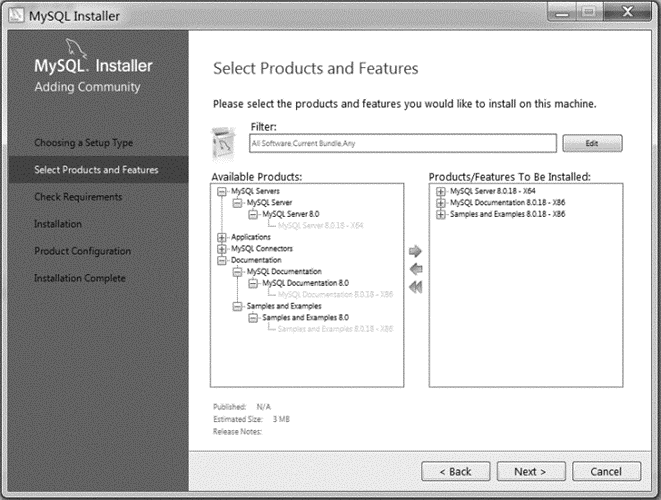 MySQL Installer
MySQL. Installer
Adding Community
Choosing a Setup Type
Select Products and Features
Check Requirements
Installation
Product Configuration
Installation Complete
Select Products and Features
Please select the products and features you would like to install on this machine.
Filter:
All Software,Current Bundle,Any
Edit
Available Products:
MySQL Servers
MySQL Server
MySQL Server 8.0
MySQL Server 8.0.18 - X64
Applications
MySQL Connectors
Documentation
MySQL Documentation
MySQL Documentation 8.0
MySQL Documentation 8.0.18 - X86
Samples and Examples
Samples and Examples 8.0
Samples and Examples 8.0.18 - X86
Products/Features To Be Installed:
MySQL Server 8.0.18 - X64
MySQL Documentation 8.0.18 - X86
Samples and Examples 8.0.18 - X86
Published: N/A
Estimated Size: 3 MB
Release Notes:
< Back
Next >
Cancel